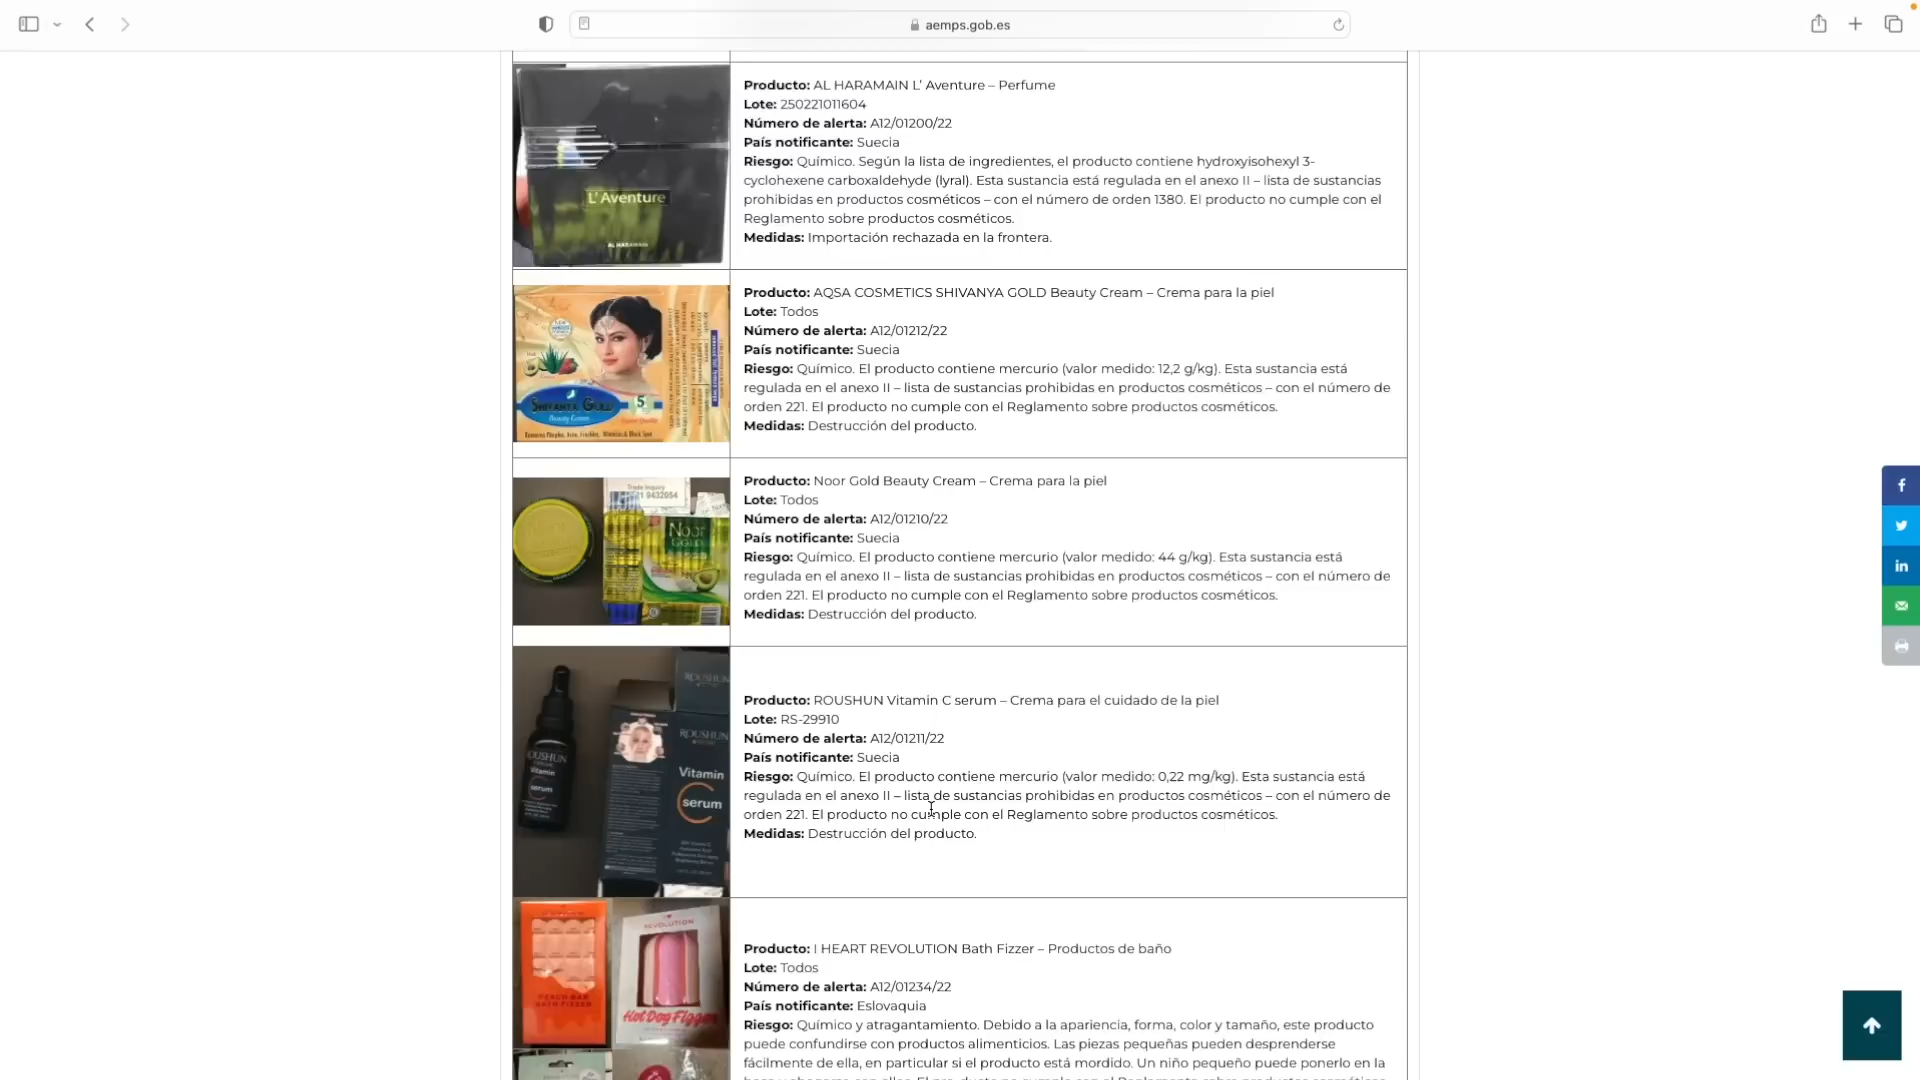 aemps.gob.es
L' Aventure
AL HARAMAIN
Producto: AL HARAMAIN L' Aventure – Perfume
Lote: 250221011604
Número de alerta: A12/01200/22
País notificante: Suecia
Riesgo: Químico. Según la lista de ingredientes, el producto contiene hydroxyisohexyl 3-
cyclohexene carboxaldehyde (lyral). Esta sustancia está regulada en el anexo II – lista de sustancias
prohibidas en productos cosméticos – con el número de orden 1380. El producto no cumple con el
Reglamento sobre productos cosméticos.
Medidas: Importación rechazada en la frontera.
SHIVANYA GOLD
Beauty Cream
5
Producto: AQSA COSMETICS SHIVANYA GOLD Beauty Cream – Crema para la piel
Lote: Todos
Número de alerta: A12/01212/22
País notificante: Suecia
Riesgo: Químico. El producto contiene mercurio (valor medido: 12,2 g/kg). Esta sustancia está
regulada en el anexo II – lista de sustancias prohibidas en productos cosméticos – con el número de
orden 221. El producto no cumple con el Reglamento sobre productos cosméticos.
Medidas: Destrucción del producto.
Trade Inquiry
Noor
GOLD
Producto: Noor Gold Beauty Cream – Crema para la piel
Lote: Todos
Número de alerta: A12/01210/22
País notificante: Suecia
Riesgo: Químico. El producto contiene mercurio (valor medido: 44 g/kg). Esta sustancia está
regulada en el anexo II – lista de sustancias prohibidas en productos cosméticos – con el número de
orden 221. El producto no cumple con el Reglamento sobre productos cosméticos.
Medidas: Destrucción del producto.
ROUSHUN
Vitamin
C
serum
Producto: ROUSHUN Vitamin C serum – Crema para el cuidado de la piel
Lote: RS-29910
Número de alerta: A12/01211/22
País notificante: Suecia
Riesgo: Químico. El producto contiene mercurio (valor medido: 0,22 mg/kg). Esta sustancia está
regulada en el anexo II – lista de sustancias prohibidas en productos cosméticos – con el número de
orden 221. El producto no cumple con el Reglamento sobre productos cosméticos.
Medidas: Destrucción del producto.
PEACH BAR
BATH FIZZER
REVOLUTION
Hot Dog Fizzer
Producto: I HEART REVOLUTION Bath Fizzer – Productos de baño
Lote: Todos
Número de alerta: A12/01234/22
País notificante: Eslovaquia
Riesgo: Químico y atragantamiento. Debido a la apariencia, forma, color y tamaño, este producto
puede confundirse con productos alimenticios. Las piezas pequeñas pueden desprenderse
fácilmente de ella, en particular si el producto está mordido. Un niño pequeño puede ponerlo en la